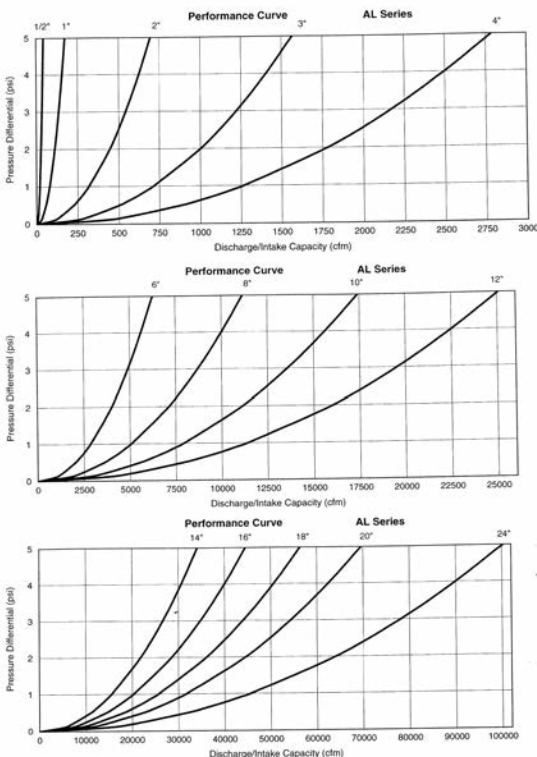 Performance Curve AL Series
1/2" 1" 2" 3" 4"
5
4
3
2
1
0
Pressure Differential (psi)
0 250 500 750 1000 1250 1500 1750 2000 2250 2500 2750 3000
Discharge/Intake Capacity (cfm)
Performance Curve AL Series
6" 8" 10" 12"
5
4
3
2
1
0
Pressure Differential (psi)
0 2500 5000 7500 10000 12500 15000 17500 20000 22500 25000
Discharge/Intake Capacity (cfm)
Performance Curve AL Series
14" 16" 18" 20" 24"
5
4
3
2
1
0
Pressure Differential (psi)
0 10000 20000 30000 40000 50000 60000 70000 80000 90000 100000
Discharge/Intake Capacity (cfm)